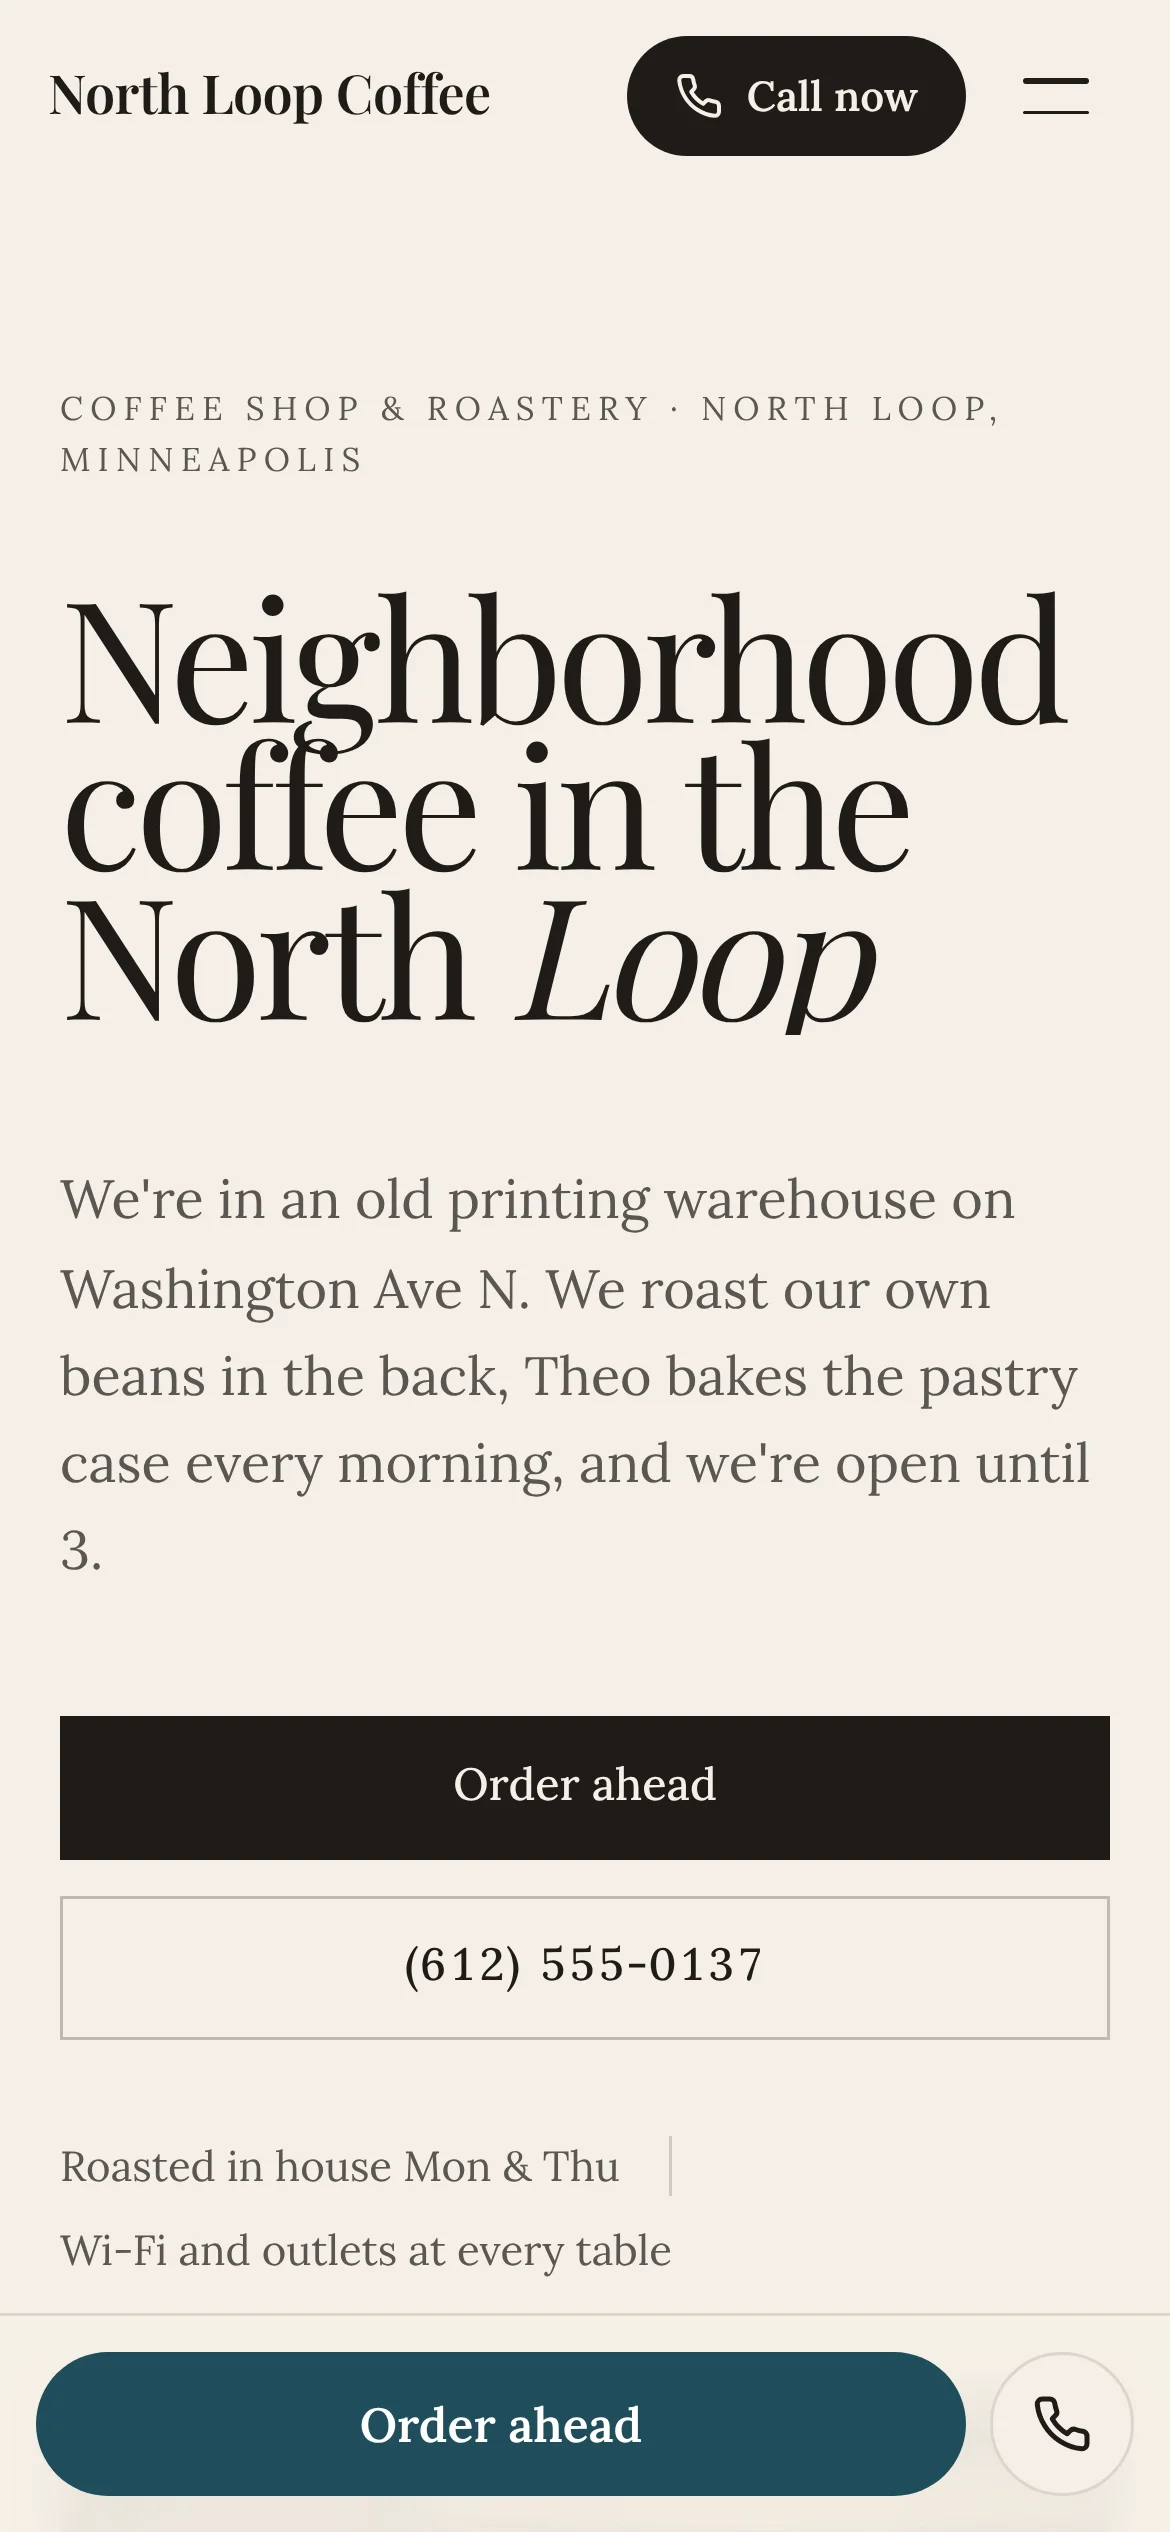 North Loop Coffee
Call now
COFFEE SHOP & ROASTERY · NORTH LOOP,
MINNEAPOLIS
Neighborhood
coffee in the
North Loop
We're in an old printing warehouse on
Washington Ave N. We roast our own
beans in the back, Theo bakes the pastry
case every morning, and we're open until
3.
Order ahead
(612) 555-0137
Roasted in house Mon & Thu
Wi-Fi and outlets at every table
Order ahead